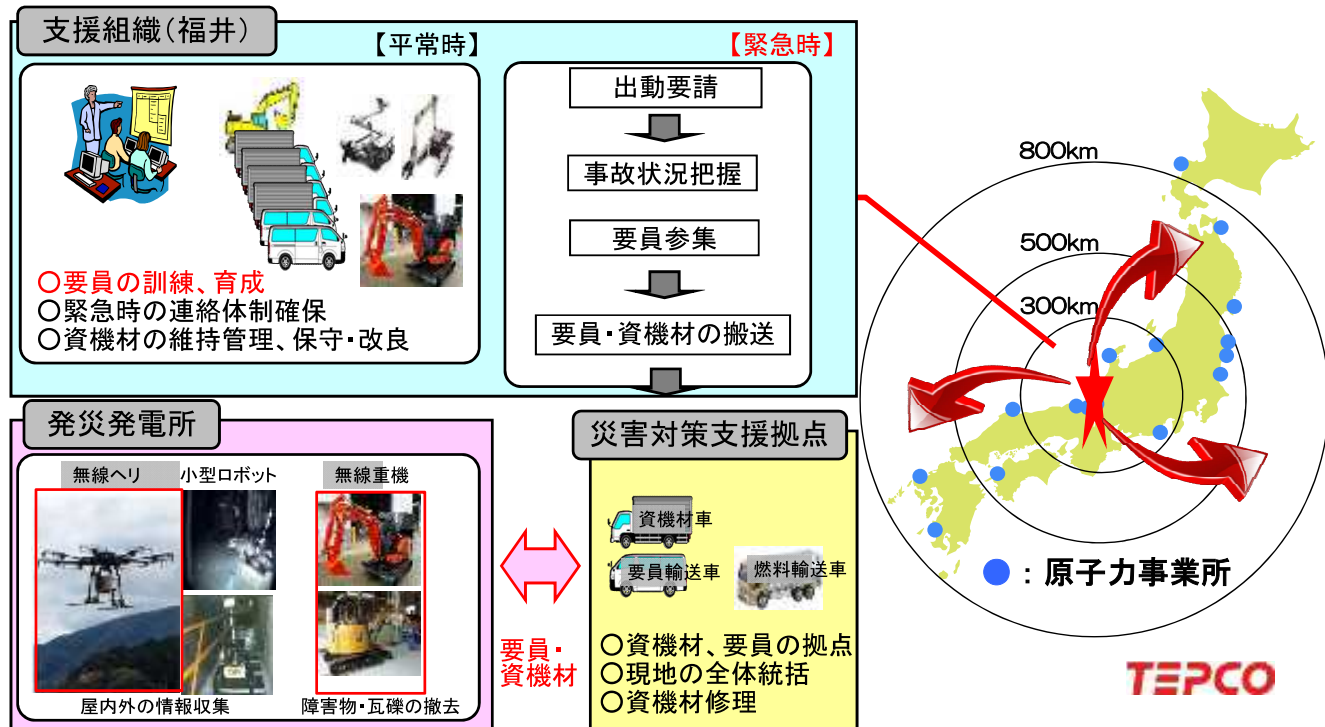 支援組織(福井)
【平常時】
○要員の訓練、育成
○緊急時の連絡体制確保
○資機材の維持管理、保守・改良
【緊急時】
出動要請
事故状況把握
要員参集
要員・資機材の搬送
800km
500km
300km
●：原子力事業所
発災発電所
無線ヘリ
小型ロボット
無線重機
屋内外の情報収集
障害物・瓦礫の撤去
要員・
資機材
災害対策支援拠点
資機材車
要員輸送車
燃料輸送車
○資機材、要員の拠点
○現地の全体統括
○資機材修理
TEPCO